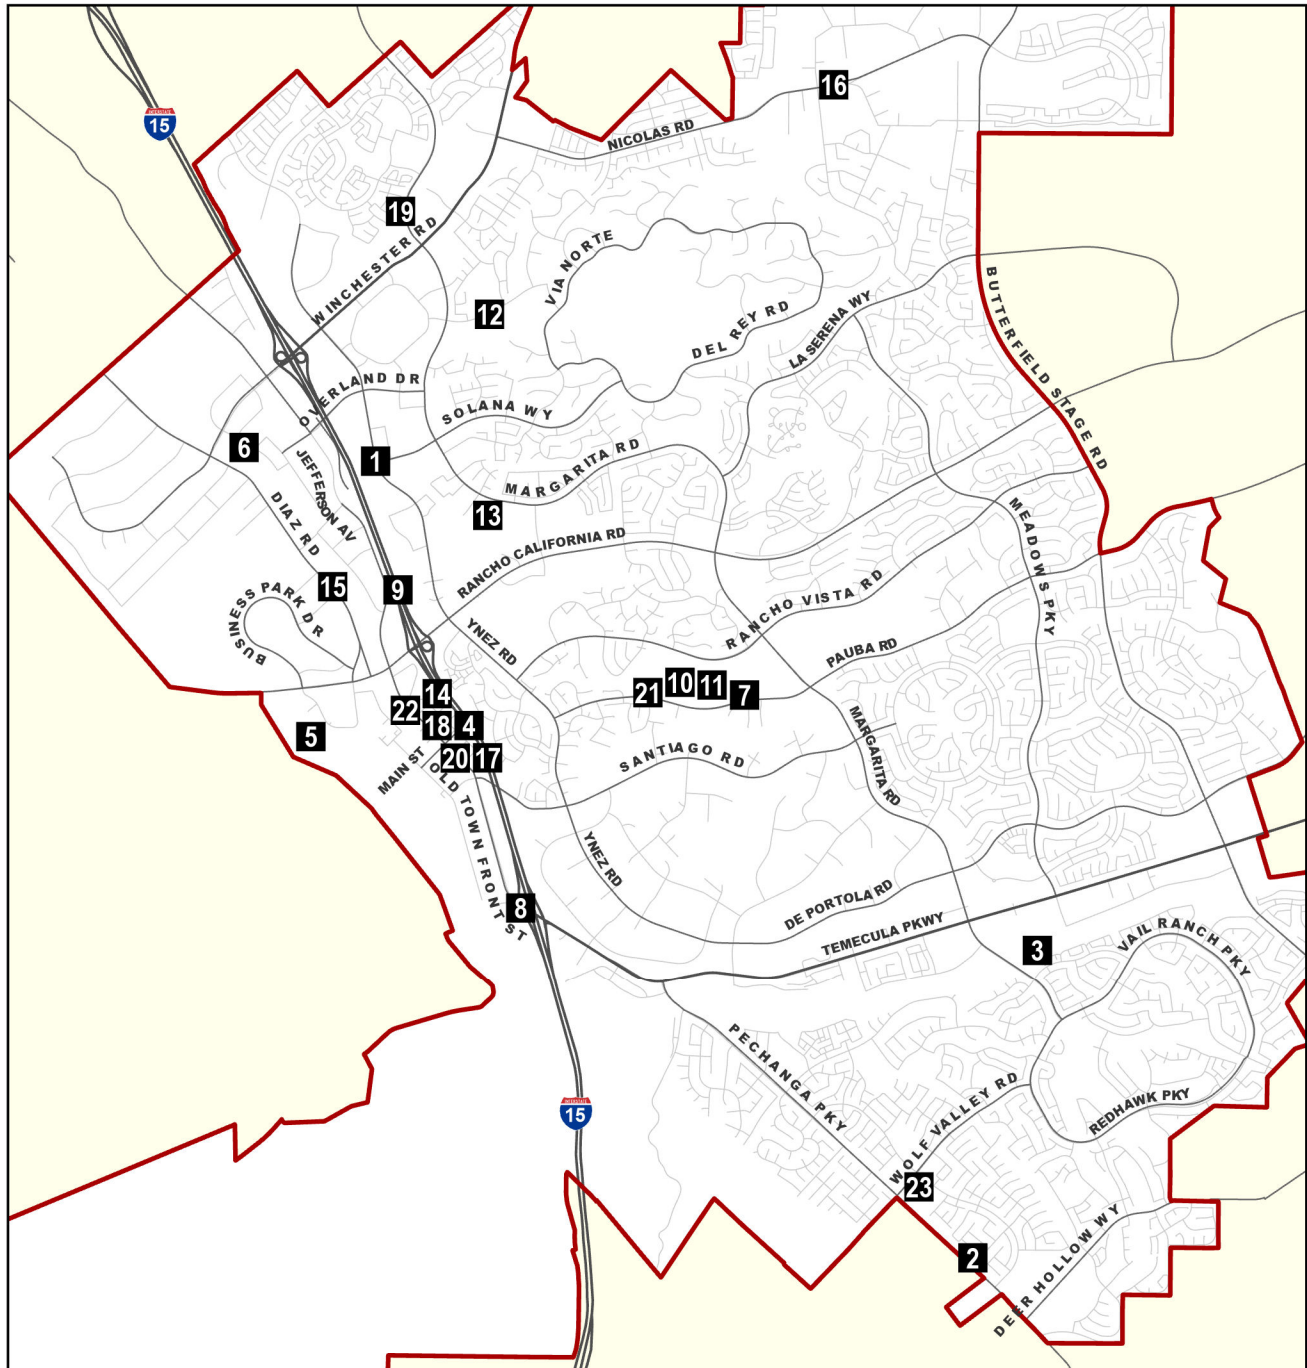 16
NICOLAS RD
INTERSTATE
15
19
WINCHESTER RD
VIA NORTE
12
DEL REY RD
LA SERENA WY
BUTTERFIELD STAGE RD
OVERLAND DR
SOLANA WY
6
1
JEFFERSON AV
MARGARITA RD
13
DIAZ RD
MEADOWS PKY
RANCHO CALIFORNIA RD
15
9
BUSINESS PARK DR
RANCHO VISTA RD
YNEZ RD
PAUBA RD
21
10
11
7
14
22
18
4
5
20
17
MAIN ST
SANTIAGO RD
MARGARITA RD
OLD TOWN FRONT ST
YNEZ RD
8
DE PORTOLA RD
TEMECULA PKWY
3
VAIL RANCH PKY
PECHANGA PKY
WOLF VALLEY RD
REDHAWK PKY
INTERSTATE
15
23
2
DEER HOLLOW WY